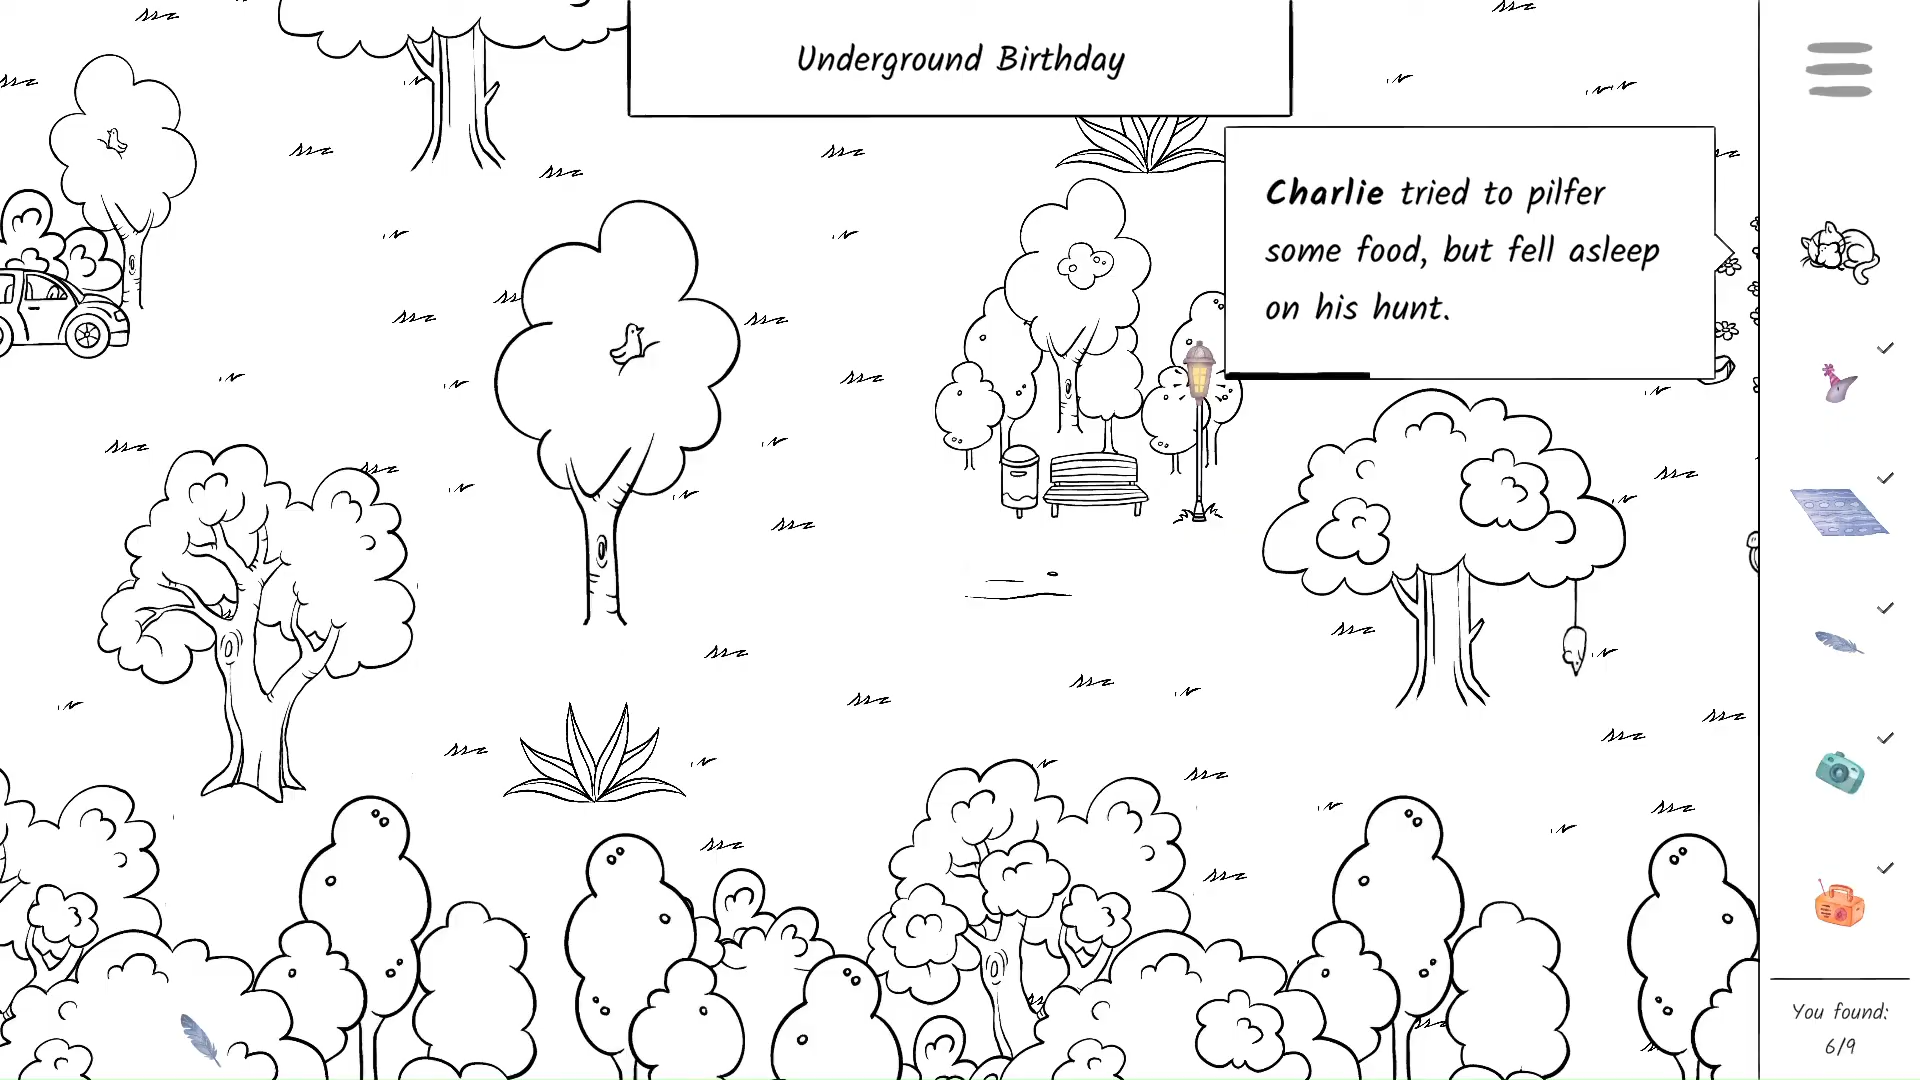 Underground Birthday
Charlie tried to pilfer
some food, but fell asleep
on his hunt.
You found:
6/9